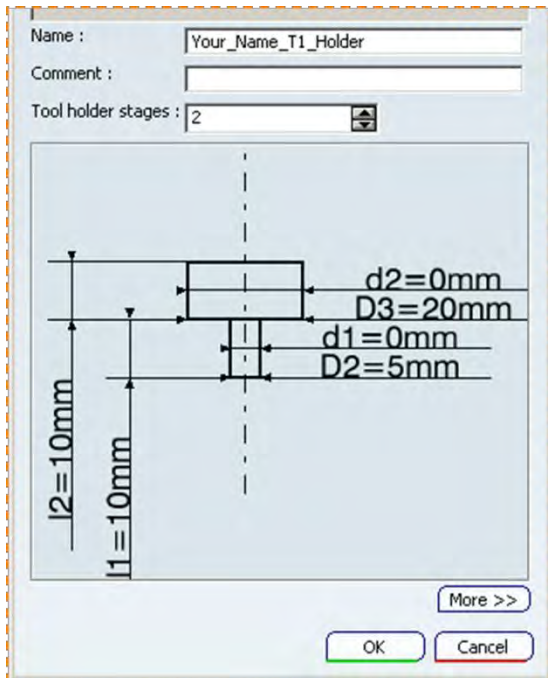 Name :
Your_Name_T1_Holder
Comment :
Tool holder stages :
2
d2=0mm
D3=20mm
d1=0mm
D2=5mm
l2=10mm
l1=10mm
More >>
OK
Cancel